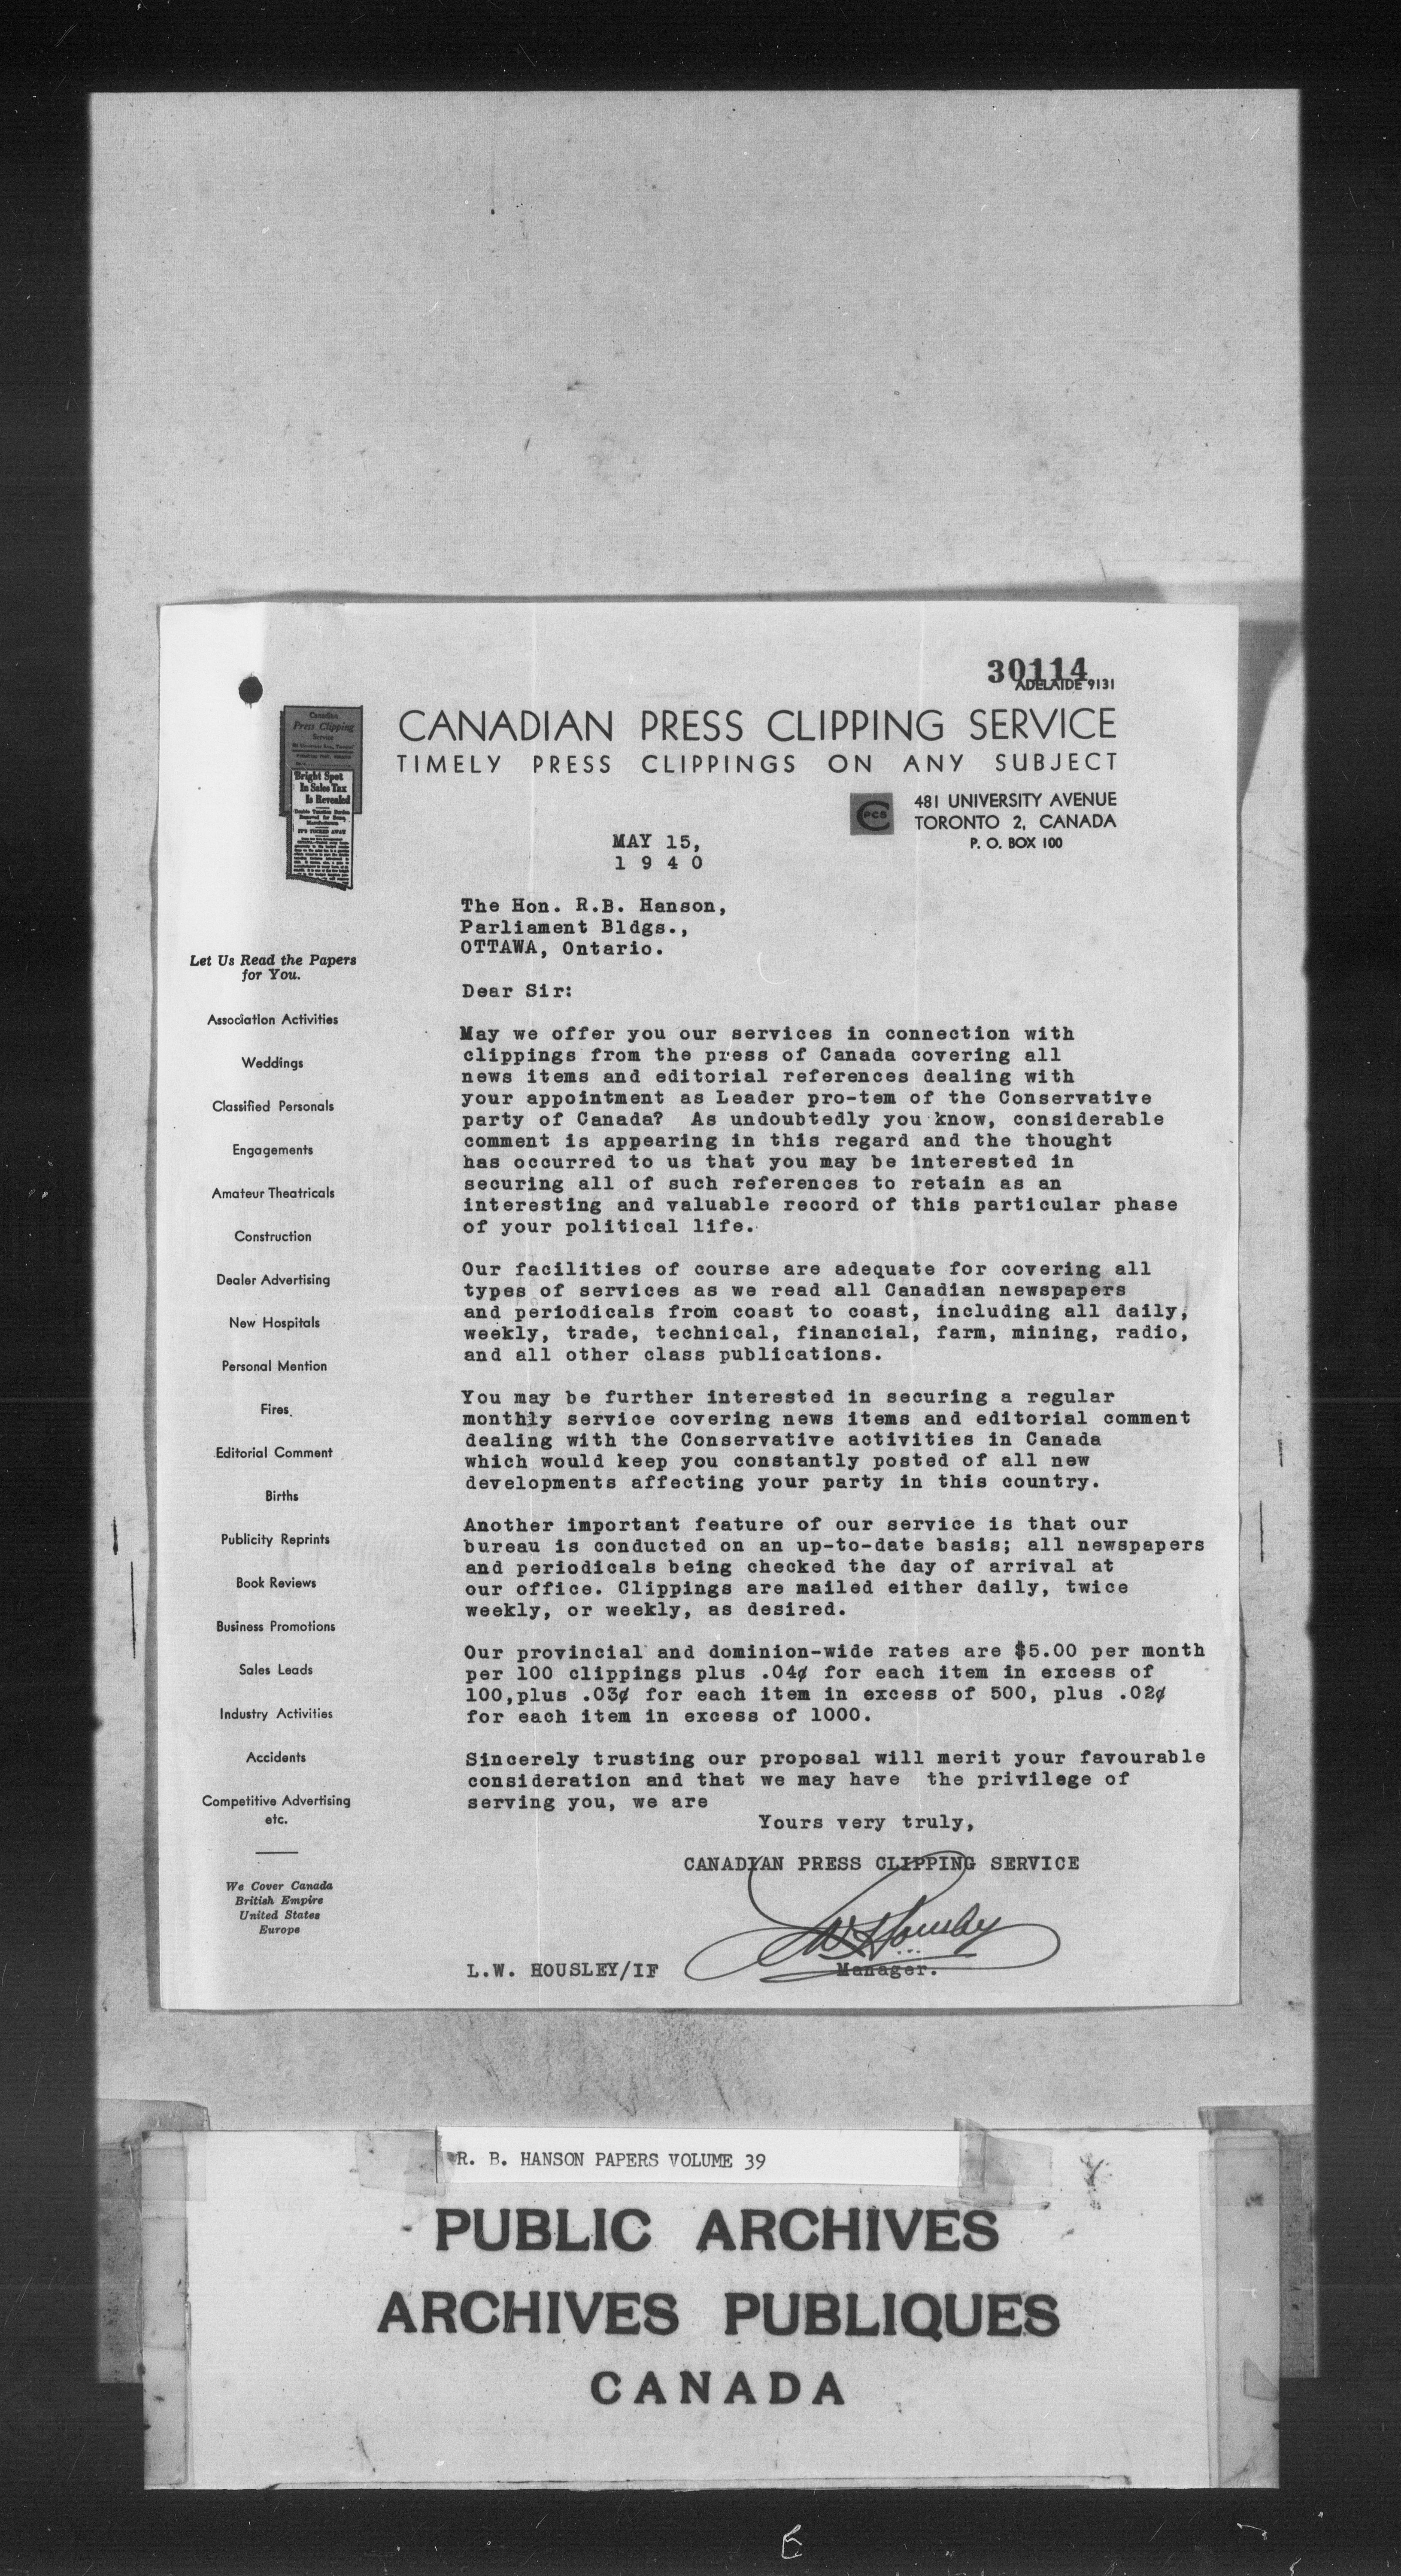 30114
ADELAIDE 9131
CANADIAN PRESS CLIPPING SERVICE
TIMELY PRESS CLIPPINGS ON ANY SUBJECT
Canadian
Press Clipping
Service
Bright Spot
In Sales Tax
Is Revealed
IT'S TUCKED AWAY
PCS
481 UNIVERSITY AVENUE
TORONTO 2, CANADA
P. O. BOX 100
MAY 15,
1 9 4 0
The Hon. R.B. Hanson,
Parliament Bldgs.,
OTTAWA, Ontario.
Dear Sir:
May we offer you our services in connection with
clippings from the press of Canada covering all
news items and editorial references dealing with
your appointment as Leader pro-tem of the Conservative
party of Canada? As undoubtedly you know, considerable
comment is appearing in this regard and the thought
has occurred to us that you may be interested in
securing all of such references to retain as an
interesting and valuable record of this particular phase
of your political life.
Our facilities of course are adequate for covering all
types of services as we read all Canadian newspapers
and periodicals from coast to coast, including all daily,
weekly, trade, technical, financial, farm, mining, radio,
and all other class publications.
You may be further interested in securing a regular
monthly service covering news items and editorial comment
dealing with the Conservative activities in Canada
which would keep you constantly posted of all new
developments affecting your party in this country.
Another important feature of our service is that our
bureau is conducted on an up-to-date basis; all newspapers
and periodicals being checked the day of arrival at
our office. Clippings are mailed either daily, twice
weekly, or weekly, as desired.
Our provincial and dominion-wide rates are $5.00 per month
per 100 clippings plus .04¢ for each item in excess of
100,plus .03¢ for each item in excess of 500, plus .02¢
for each item in excess of 1000.
Sincerely trusting our proposal will merit your favourable
consideration and that we may have the privilege of
serving you, we are
Yours very truly,
CANADIAN PRESS CLIPPING SERVICE
LW Housley
Manager.
L.W. HOUSLEY/IF
Let Us Read the Papers
for You.
Association Activities
Weddings
Classified Personals
Engagements
Amateur Theatricals
Construction
Dealer Advertising
New Hospitals
Personal Mention
Fires
Editorial Comment
Births
Publicity Reprints
Book Reviews
Business Promotions
Sales Leads
Industry Activities
Accidents
Competitive Advertising
etc.
We Cover Canada
British Empire
United States
Europe
R. B. HANSON PAPERS VOLUME 39
PUBLIC ARCHIVES
ARCHIVES PUBLIQUES
CANADA